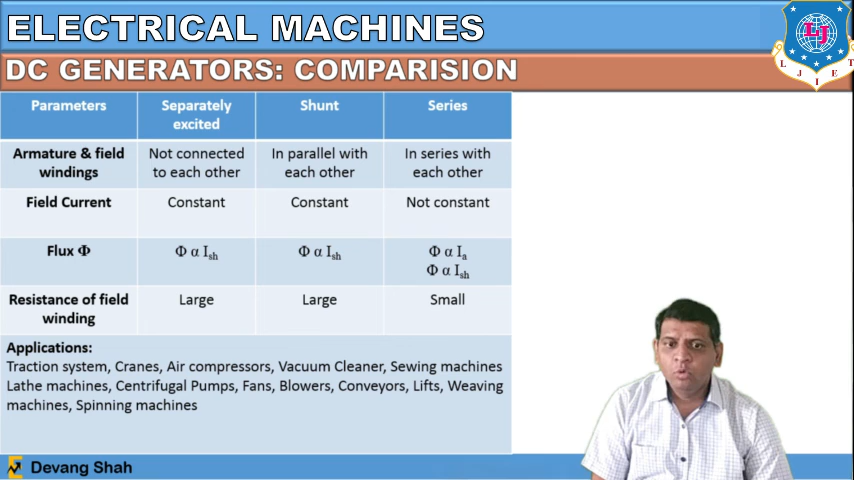 ELECTRICAL MACHINES
DC GENERATORS: COMPARISION
LJ
L J I E T
Parameters Separately excited Shunt Series
Armature & field windings Not connected to each other In parallel with each other In series with each other
Field Current Constant Constant Not constant
Flux Φ Φ α Ish Φ α Ish Φ α Ia
Φ α Ish
Resistance of field winding Large Large Small
Applications:
Traction system, Cranes, Air compressors, Vacuum Cleaner, Sewing machines
Lathe machines, Centrifugal Pumps, Fans, Blowers, Conveyors, Lifts, Weaving
machines, Spinning machines
Devang Shah